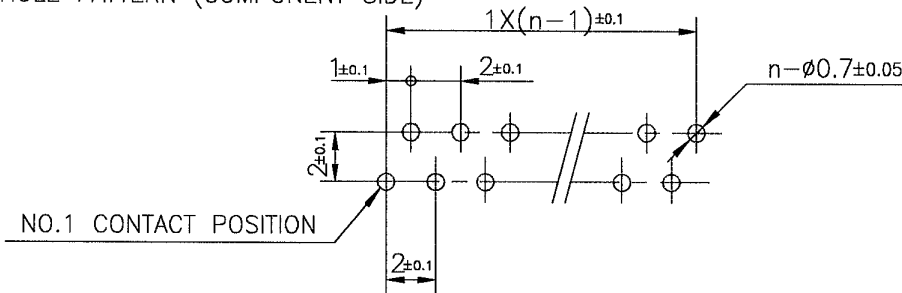 HOLE PATTERN (COMPONENT SIDE)
1X(n-1)±0.1
1±0.1
2±0.1
n-ø0.7±0.05
2±0.1
NO.1 CONTACT POSITION
2±0.1